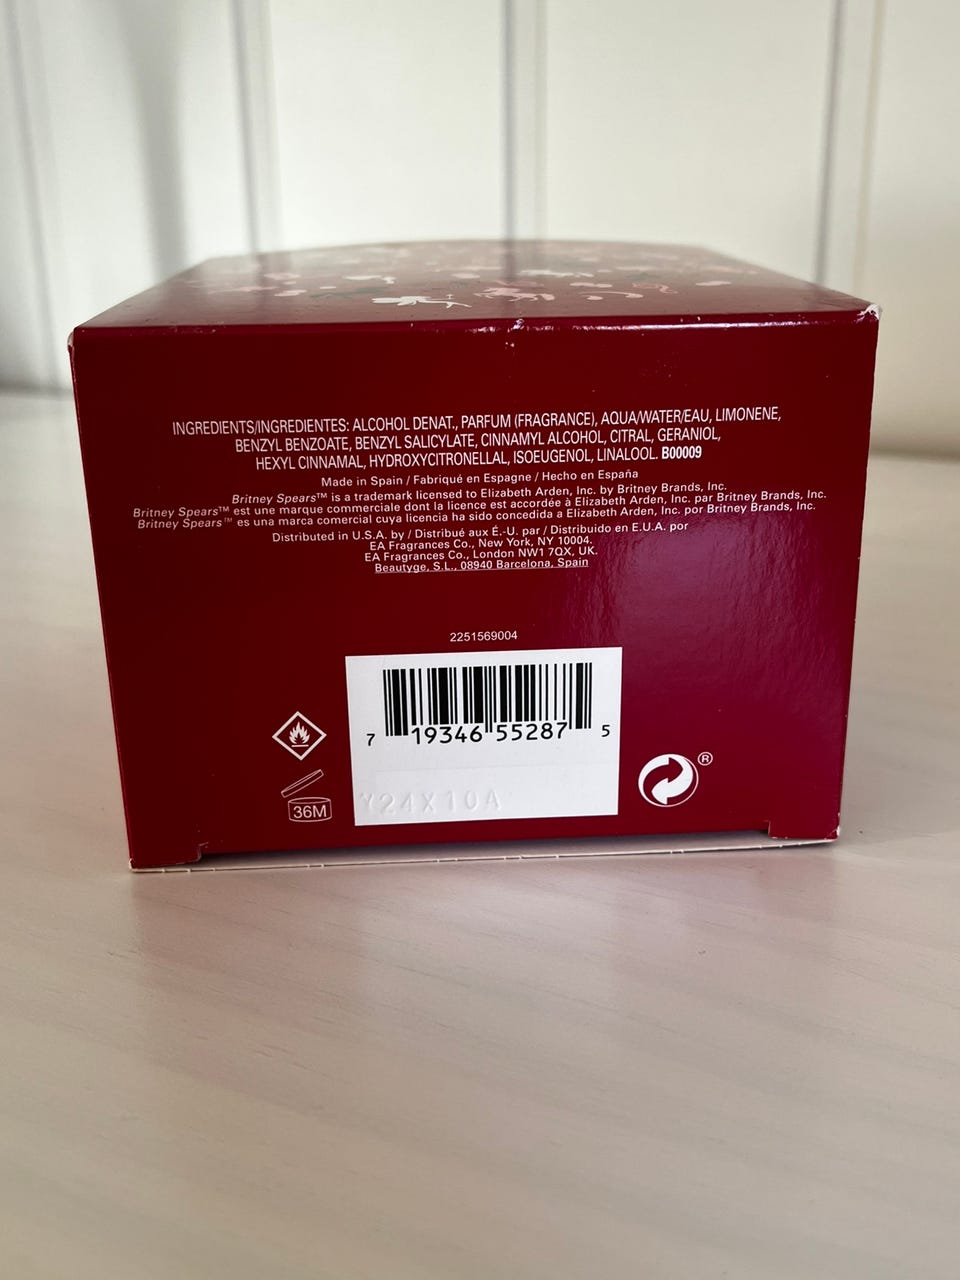 INGREDIENTS/INGREDIENTES: ALCOHOL DENAT., PARFUM (FRAGRANCE), AQUA/WATER/EAU, LIMONENE,
BENZYL BENZOATE, BENZYL SALICYLATE, CINNAMYL ALCOHOL, CITRAL, GERANIOL,
HEXYL CINNAMAL, HYDROXYCITRONELLAL, ISOEUGENOL, LINALOOL. B00009
Made in Spain / Fabriqué en Espagne / Hecho en España
Britney Spears™ is a trademark licensed to Elizabeth Arden, Inc. by Britney Brands, Inc.
Britney Spears™ est une marque commerciale dont la licence est accordée à Elizabeth Arden, Inc. par Britney Brands, Inc.
Britney Spears™ es una marca comercial cuya licencia ha sido concedida a Elizabeth Arden, Inc. por Britney Brands, Inc.
Distributed in U.S.A. by / Distribué aux É.-U. par / Distribuido en E.U.A. por
EA Fragrances Co., New York, NY 10004.
EA Fragrances Co., London NW1 7QX, UK.
Beautyge, S.L., 08940 Barcelona, Spain
2251569004
7 19346 55287 5
Y24X10A
36M
®